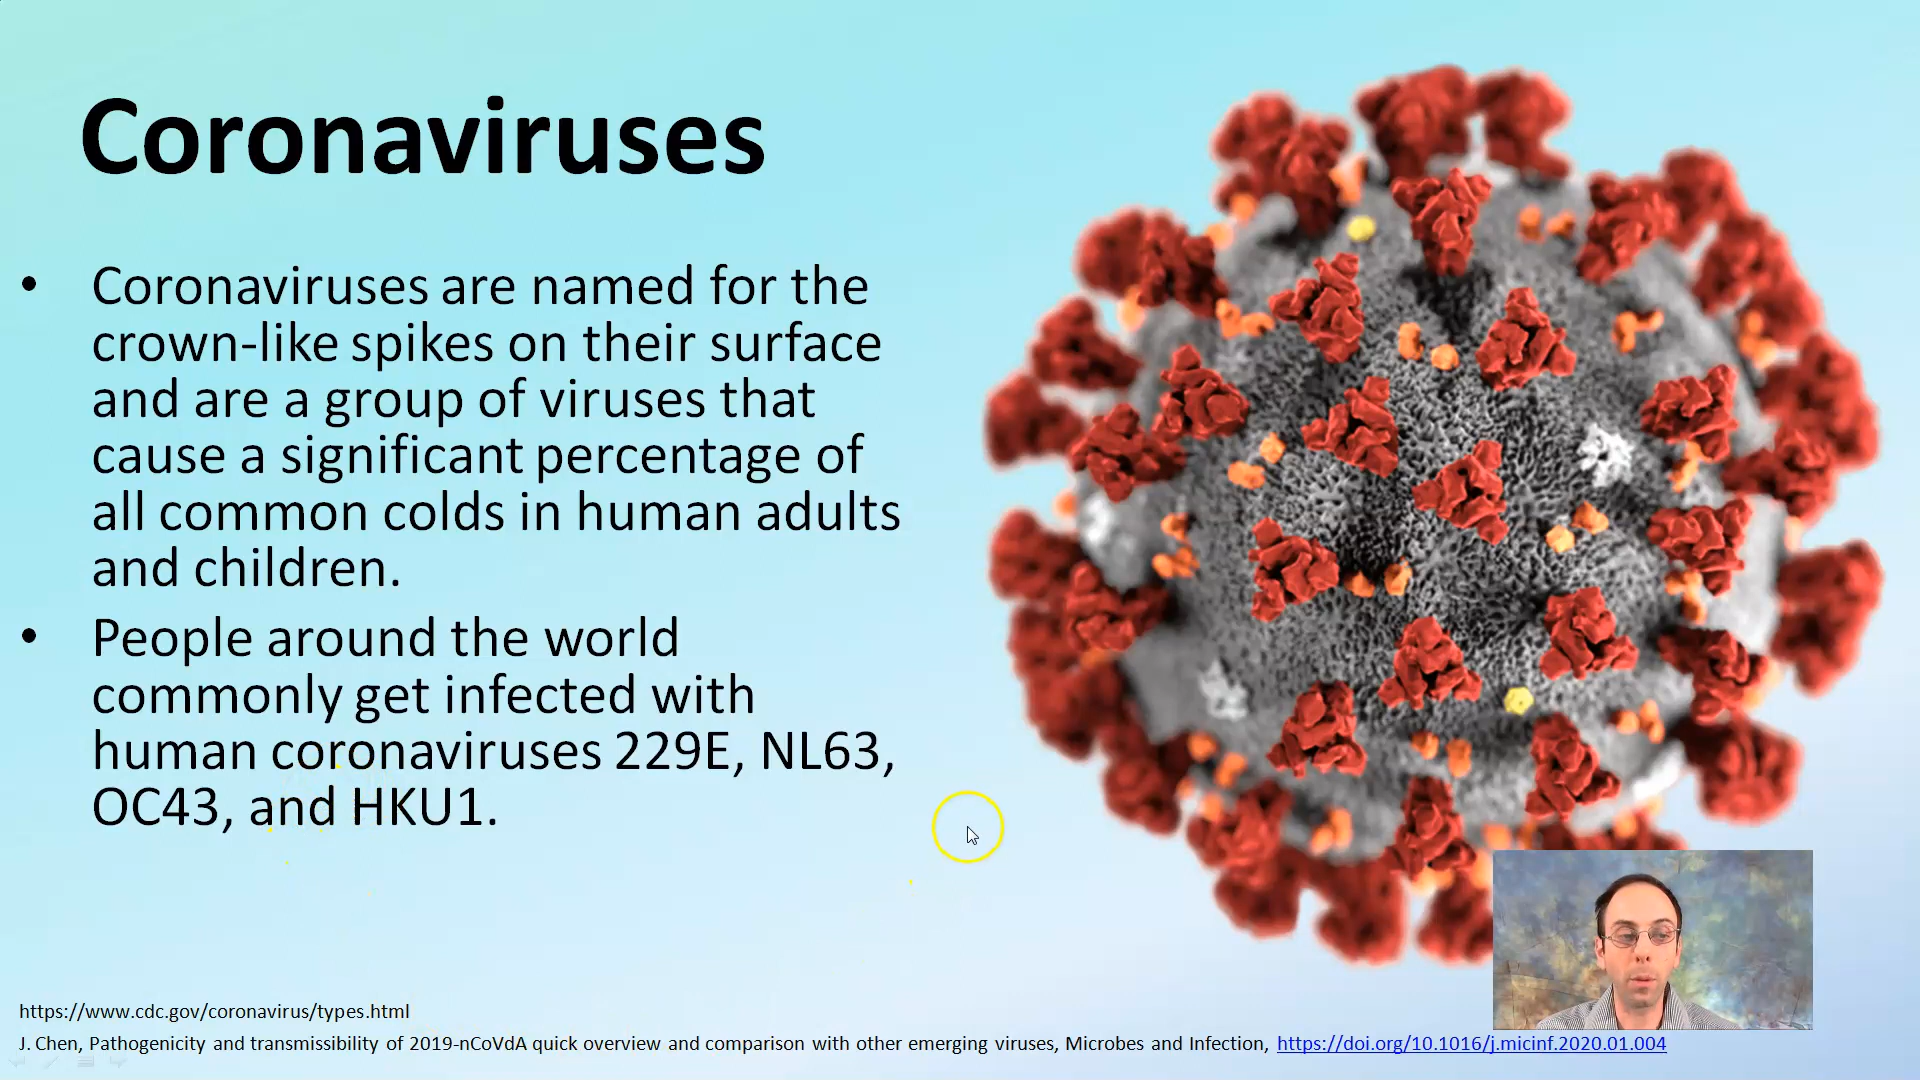 Coronaviruses
• Coronaviruses are named for the
crown-like spikes on their surface
and are a group of viruses that
cause a significant percentage of
all common colds in human adults
and children.
• People around the world
commonly get infected with
human coronaviruses 229E, NL63,
OC43, and HKU1.
https://www.cdc.gov/coronavirus/types.html
J. Chen, Pathogenicity and transmissibility of 2019-nCoVdA quick overview and comparison with other emerging viruses, Microbes and Infection, https://doi.org/10.1016/j.micinf.2020.01.004